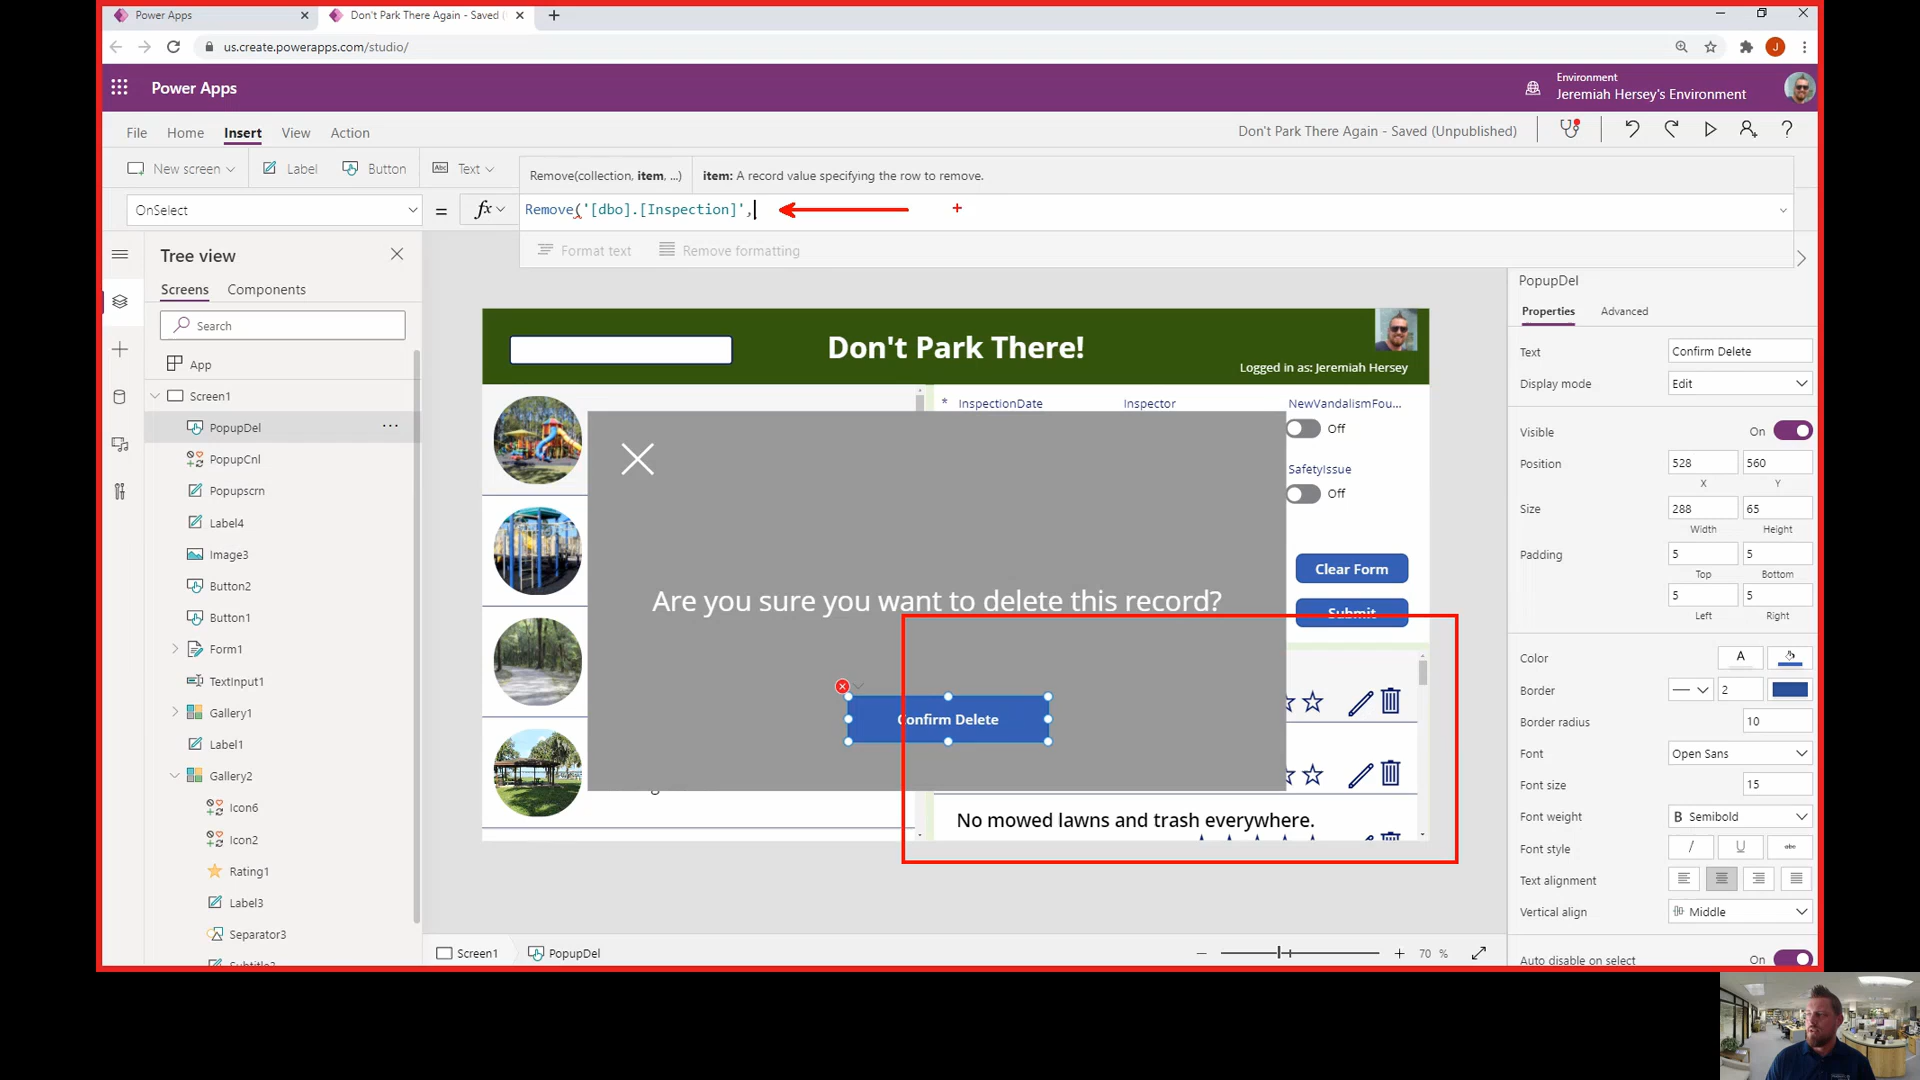 Power Apps
Don't Park There Again - Saved
us.create.powerapps.com/studio/
J
Power Apps
Environment
Jeremiah Hersey's Environment
File Home Insert View Action
Don't Park There Again - Saved (Unpublished)
New screen Label Button Text
Remove(collection, item, ...) item: A record value specifying the row to remove.
OnSelect = fx Remove('[dbo].[Inspection]',
Format text Remove formatting
Tree view
Screens Components
Search
App
Screen1
PopupDel
PopupCnl
Popupscrn
Label4
Image3
Button2
Button1
Form1
TextInput1
Gallery1
Label1
Gallery2
Icon6
Icon2
Rating1
Label3
Separator3
Don't Park There!
Logged in as: Jeremiah Hersey
* InspectionDate Inspector NewVandalismFou...
Off
SafetyIssue
Off
Clear Form
Submit
Are you sure you want to delete this record?
Confirm Delete
No mowed lawns and trash everywhere.
Screen1 PopupDel
70 %
PopupDel
Properties Advanced
Text Confirm Delete
Display mode Edit
Visible On
Position 528 560
X Y
Size 288 65
Width Height
Padding 5 5
Top Bottom
5 5
Left Right
Color A
Border 2
Border radius 10
Font Open Sans
Font size 15
Font weight B Semibold
Font style / U abc
Text alignment
Vertical align Middle
Auto disable on select On